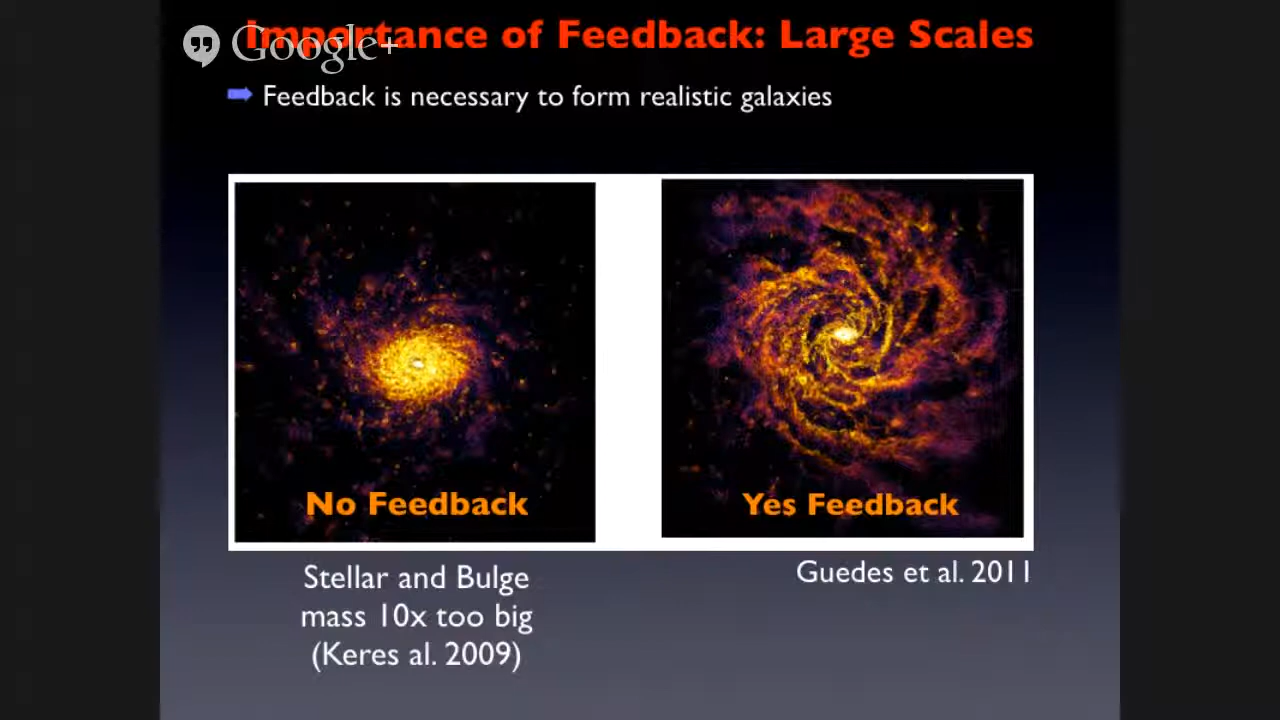 Importance of Feedback: Large Scales
Google+
Feedback is necessary to form realistic galaxies
No Feedback
Yes Feedback
Stellar and Bulge
mass 10x too big
(Keres al. 2009)
Guedes et al. 2011